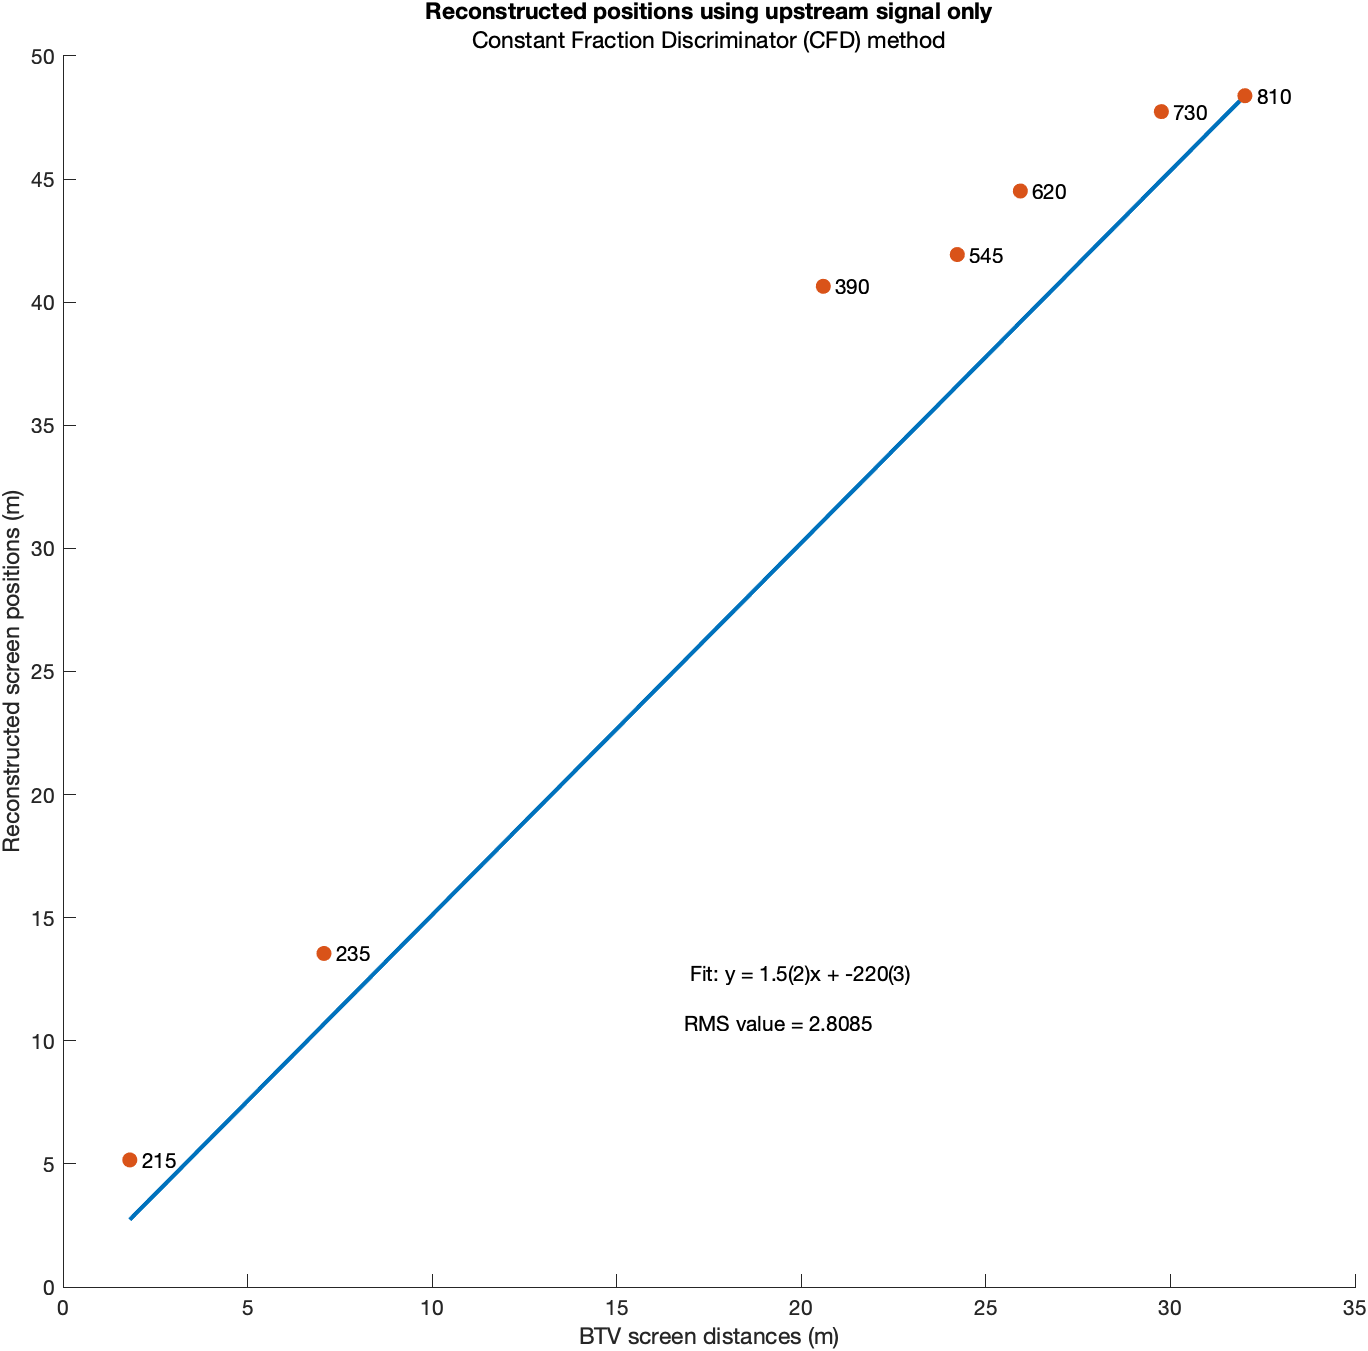 Reconstructed positions using upstream signal only
Constant Fraction Discriminator (CFD) method
50
45
40
35
30
25
20
15
10
5
0
Reconstructed screen positions (m)
810
730
620
545
390
235
215
Fit: y = 1.5(2)x + -220(3)
RMS value = 2.8085
0 5 10 15 20 25 30 35
BTV screen distances (m)